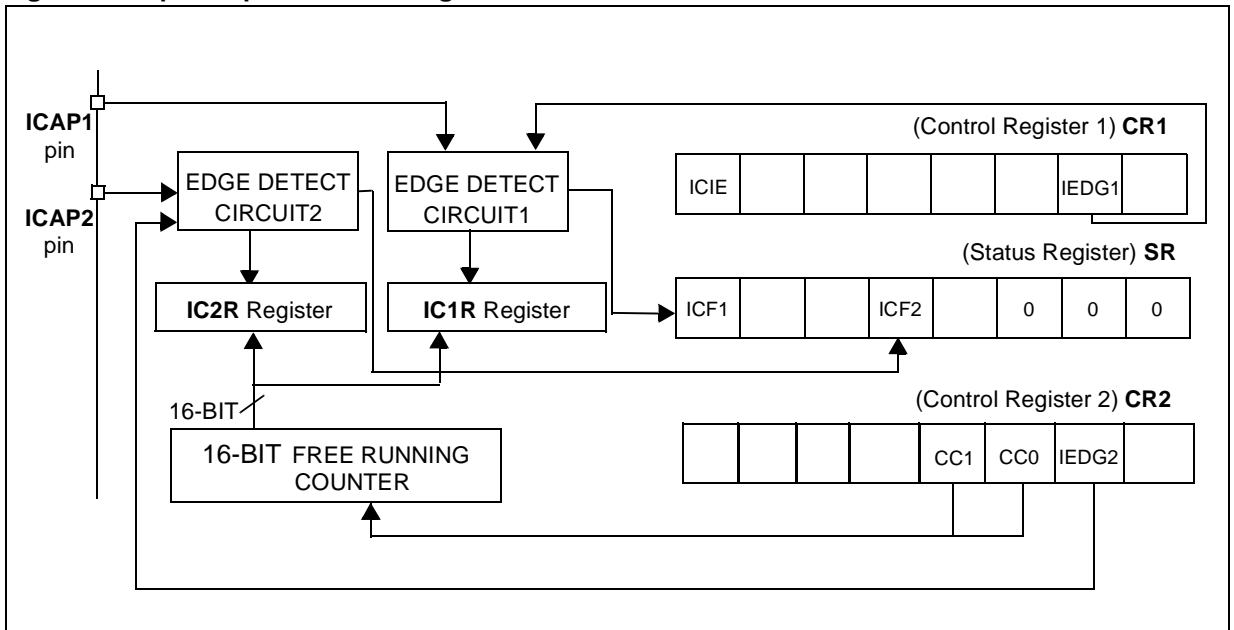 ICAP1
pin
ICAP2
pin
EDGE DETECT
CIRCUIT2
EDGE DETECT
CIRCUIT1
IC2R Register
IC1R Register
16-BIT
16-BIT FREE RUNNING
COUNTER
(Control Register 1) CR1
ICIE IEDG1
(Status Register) SR
ICF1 ICF2 0 0 0
(Control Register 2) CR2
CC1 CC0 IEDG2